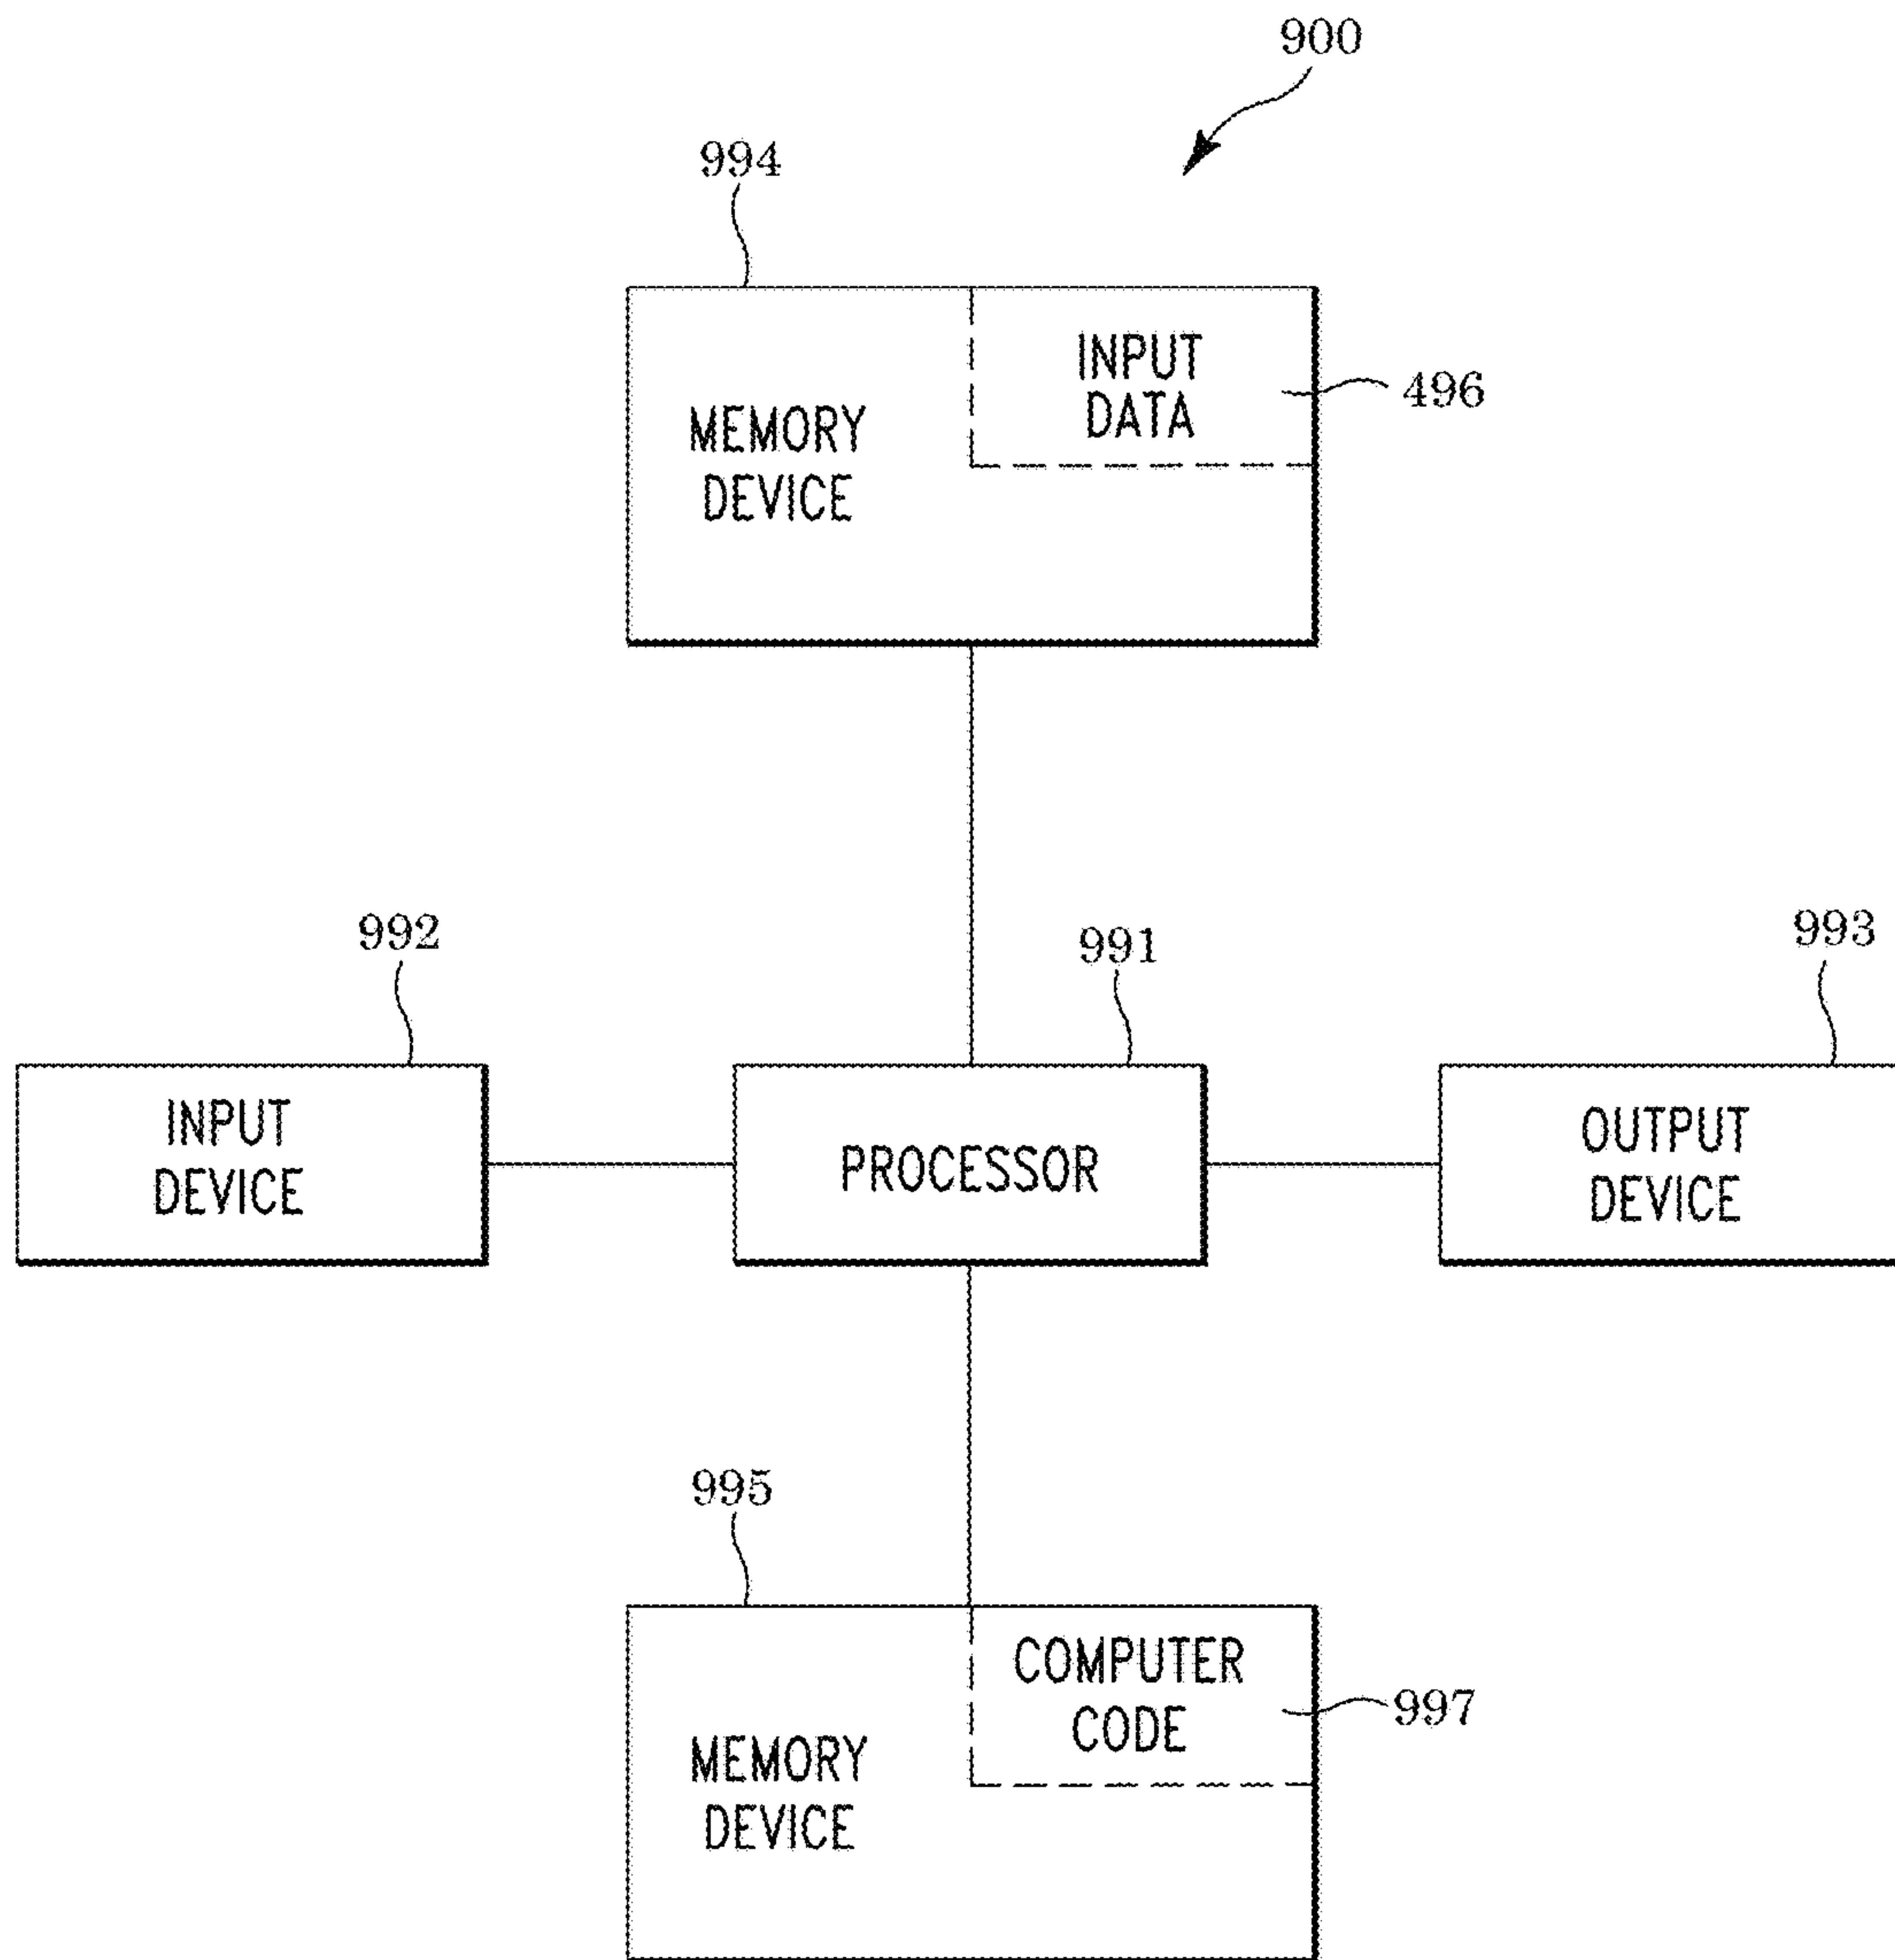 900
994
INPUT
DATA
496
MEMORY
DEVICE
992
991
993
INPUT
DEVICE
PROCESSOR
OUTPUT
DEVICE
995
COMPUTER
CODE
997
MEMORY
DEVICE